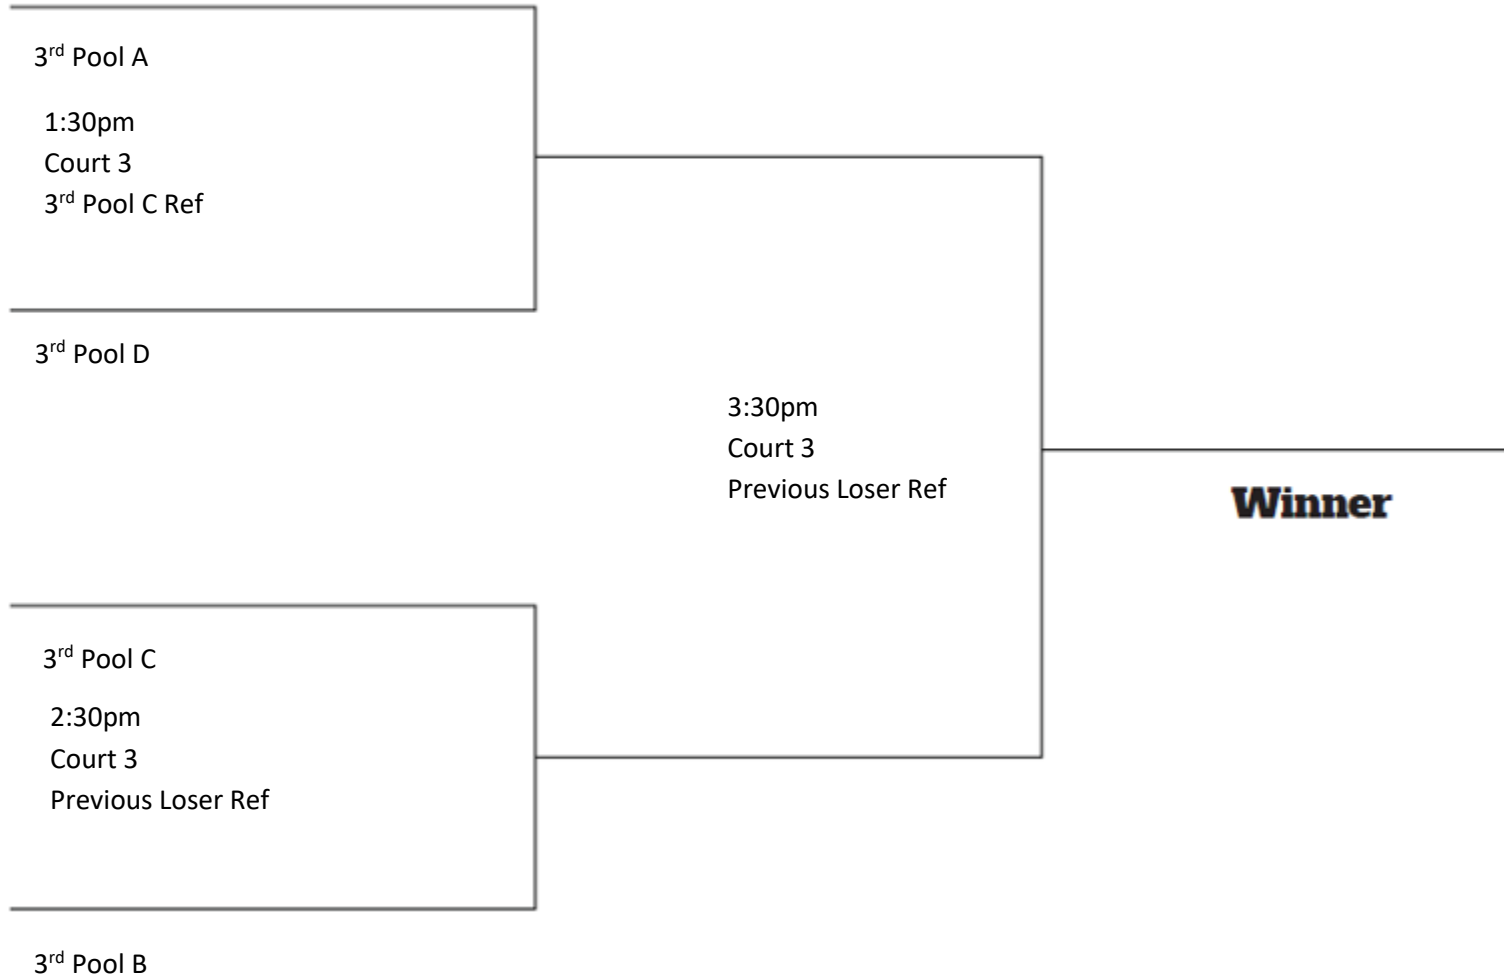 3rd Pool A
1:30pm
Court 3
3rd Pool C Ref
3rd Pool D
3:30pm
Court 3
Previous Loser Ref
Winner
3rd Pool C
2:30pm
Court 3
Previous Loser Ref
3rd Pool B